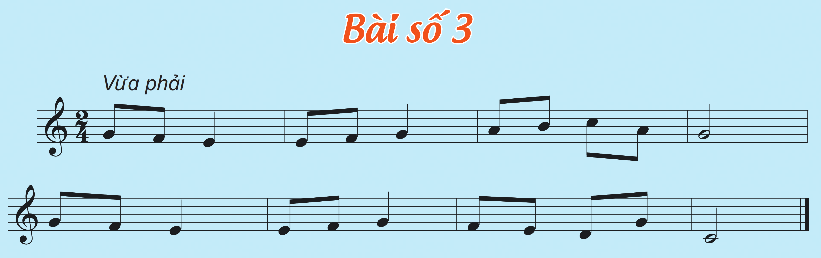 Bài số 3
Vừa phải
2
4